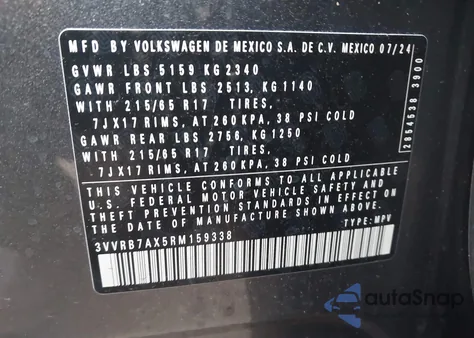 MFD BY VOLKSWAGEN DE MEXICO S.A. DE C.V. MEXICO 07/24
GVWR LBS 5159 KG 2340
GAWR FRONT LBS 2513, KG 1140
WITH 215/65 R17 TIRES,
7JX17 RIMS, AT 260 KPA, 38 PSI COLD
GAWR REAR LBS 2756, KG 1250
WITH 215/65 R17 TIRES,
7JX17 RIMS, AT 260 KPA, 38 PSI COLD
THIS VEHICLE CONFORMS TO ALL APPLICABLE
U.S. FEDERAL MOTOR VEHICLE SAFETY AND
THEFT PREVENTION STANDARDS IN EFFECT ON THE
DATE OF MANUFACTURE SHOWN ABOVE.
3VVRB7AX5RM159338 TYPE: MPV
2854538 3900
autoSnap